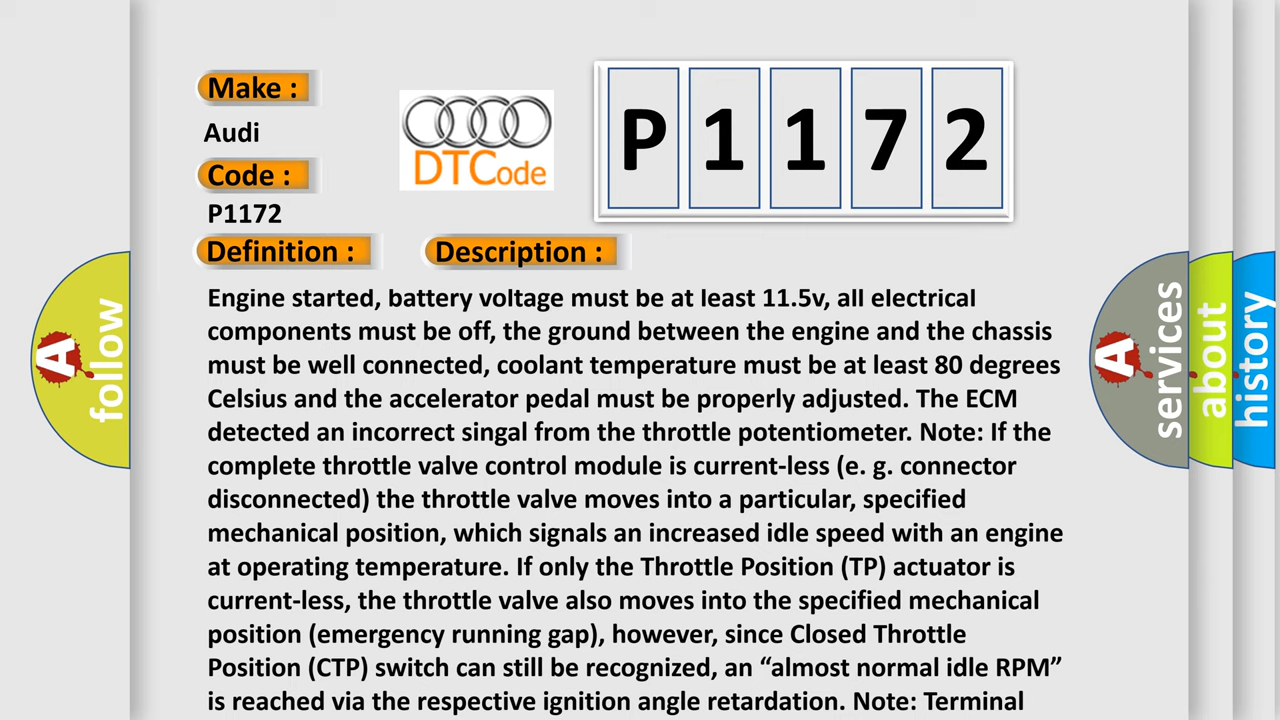 Make :
Audi
Code :
P1172
DTCode
P1172
Definition :
Description :
Engine started, battery voltage must be at least 11.5v, all electrical
components must be off, the ground between the engine and the chassis
must be well connected, coolant temperature must be at least 80 degrees
Celsius and the accelerator pedal must be properly adjusted. The ECM
detected an incorrect singal from the throttle potentiometer. Note: If the
complete throttle valve control module is current-less (e. g. connector
disconnected) the throttle valve moves into a particular, specified
mechanical position, which signals an increased idle speed with an engine
at operating temperature. If only the Throttle Position (TP) actuator is
current-less, the throttle valve also moves into the specified mechanical
position (emergency running gap), however, since Closed Throttle
Position (CTP) switch can still be recognized, an “almost normal idle RPM”
is reached via the respective ignition angle retardation. Note: Terminal
A follow
A services
about
history